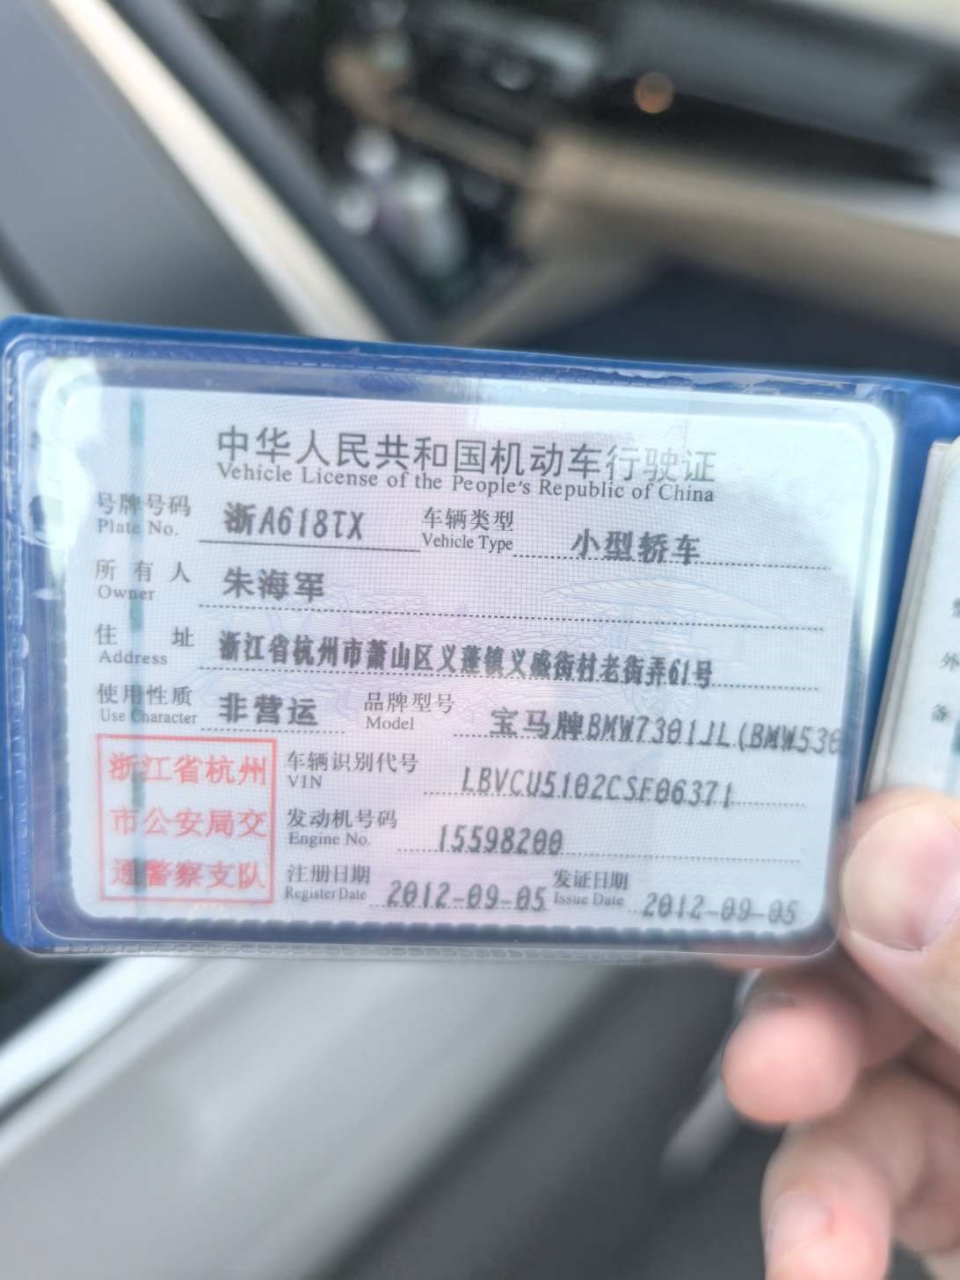 中华人民共和国机动车行驶证
Vehicle License of the People's Republic of China
号牌号码 浙A618TX 车辆类型 小型轿车
Plate No. Vehicle Type
所有人 朱海军
Owner
住址 浙江省杭州市萧山区义蓬镇义盛街村老街弄61号
Address
使用性质 非营运 品牌型号 宝马牌BMW7301JL(BMW530
Use Character Model
浙江省杭州
市公安局交
通警察支队
车辆识别代号 LBVCU5102CSF06371
VIN
发动机号码 15598200
Engine No.
注册日期 2012-09-05 发证日期 2012-09-05
Register Date Issue Date
外
备